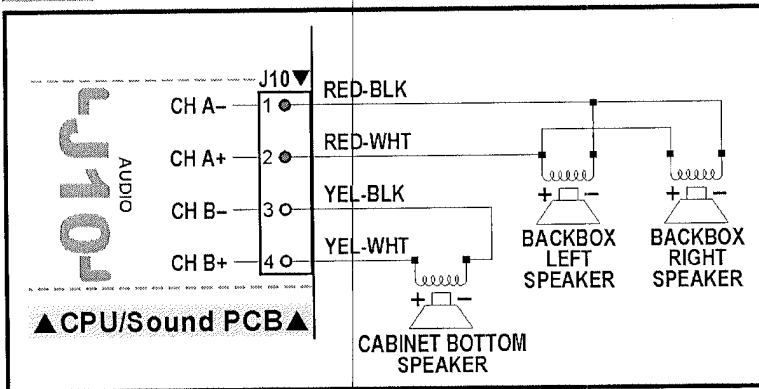 J10▼
CH A– 1 RED-BLK
CH A+ 2 RED-WHT
CH B– 3 YEL-BLK
CH B+ 4 YEL-WHT
J10
AUDIO
▲CPU/Sound PCB▲
+ –
BACKBOX
LEFT
SPEAKER
+ –
BACKBOX
RIGHT
SPEAKER
+ –
CABINET BOTTOM
SPEAKER